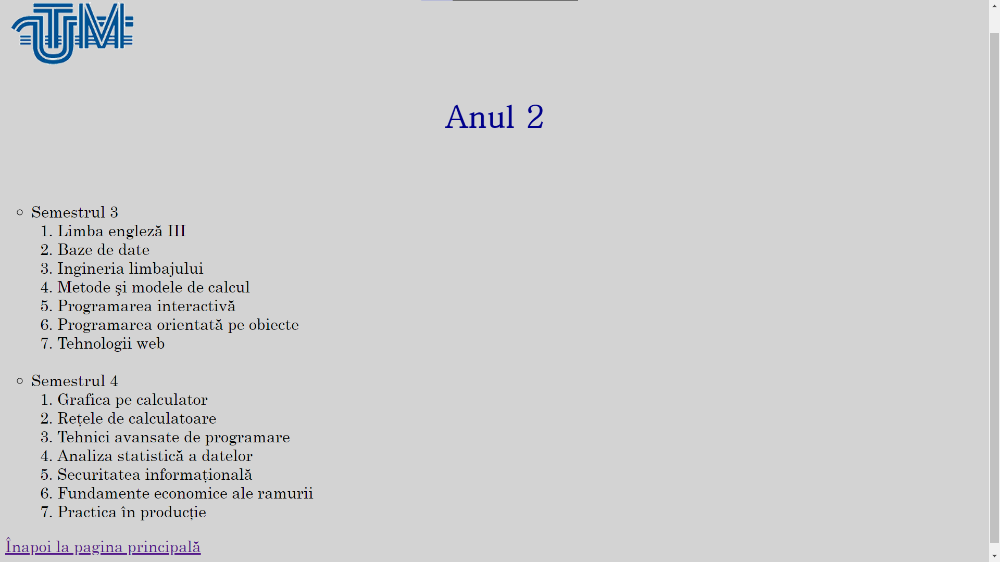 UTM
Anul 2
Semestrul 3
1. Limba engleză III
2. Baze de date
3. Ingineria limbajului
4. Metode şi modele de calcul
5. Programarea interactivă
6. Programarea orientată pe obiecte
7. Tehnologii web
Semestrul 4
1. Grafica pe calculator
2. Rețele de calculatoare
3. Tehnici avansate de programare
4. Analiza statistică a datelor
5. Securitatea informațională
6. Fundamente economice ale ramurii
7. Practica în producție
Înapoi la pagina principală